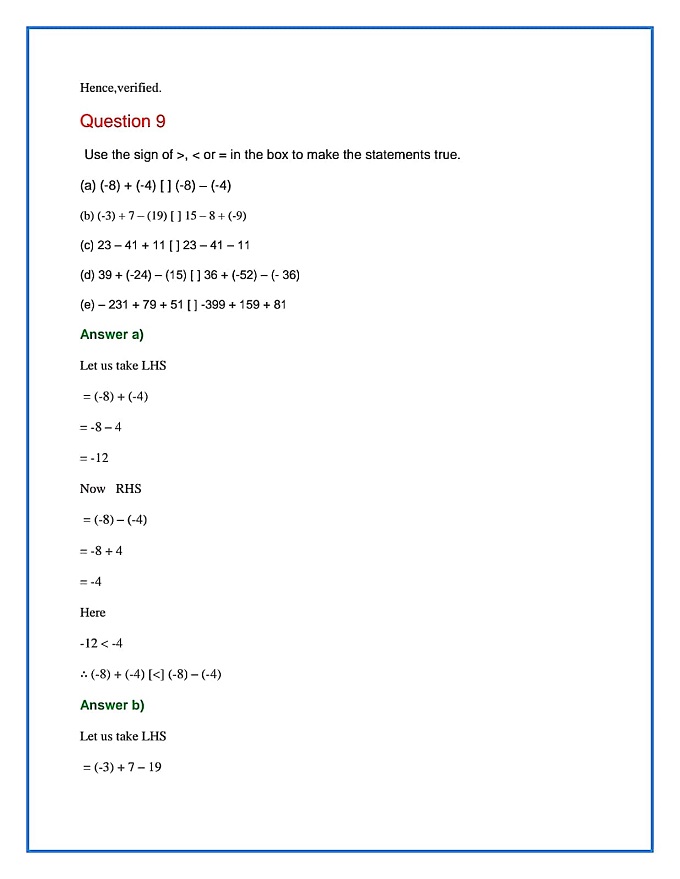 Hence,verified.
Question 9
Use the sign of >, < or = in the box to make the statements true.
(a) (-8) + (-4) [ ] (-8) – (-4)
(b) (-3) + 7 – (19) [ ] 15 – 8 + (-9)
(c) 23 – 41 + 11 [ ] 23 – 41 – 11
(d) 39 + (-24) – (15) [ ] 36 + (-52) – (- 36)
(e) – 231 + 79 + 51 [ ] -399 + 159 + 81
Answer a)
Let us take LHS
= (-8) + (-4)
= -8 – 4
= -12
Now RHS
= (-8) – (-4)
= -8 + 4
= -4
Here
-12 < -4
∴ (-8) + (-4) [<] (-8) – (-4)
Answer b)
Let us take LHS
= (-3) + 7 – 19